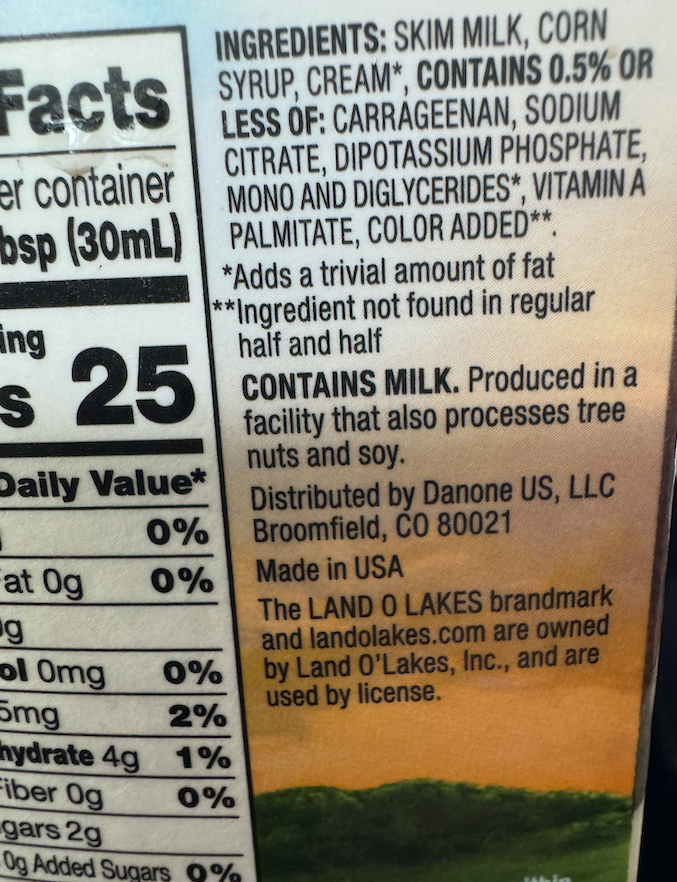 Facts
er container
bsp (30mL)
ing
s 25
Daily Value*
0%
Fat 0g 0%
g
ol 0mg 0%
5mg 2%
hydrate 4g 1%
Fiber 0g 0%
gars 2g
0g Added Sugars 0%
INGREDIENTS: SKIM MILK, CORN
SYRUP, CREAM*, CONTAINS 0.5% OR
LESS OF: CARRAGEENAN, SODIUM
CITRATE, DIPOTASSIUM PHOSPHATE,
MONO AND DIGLYCERIDES*, VITAMIN A
PALMITATE, COLOR ADDED**.
*Adds a trivial amount of fat
**Ingredient not found in regular
half and half
CONTAINS MILK. Produced in a
facility that also processes tree
nuts and soy.
Distributed by Danone US, LLC
Broomfield, CO 80021
Made in USA
The LAND O LAKES brandmark
and landolakes.com are owned
by Land O'Lakes, Inc., and are
used by license.